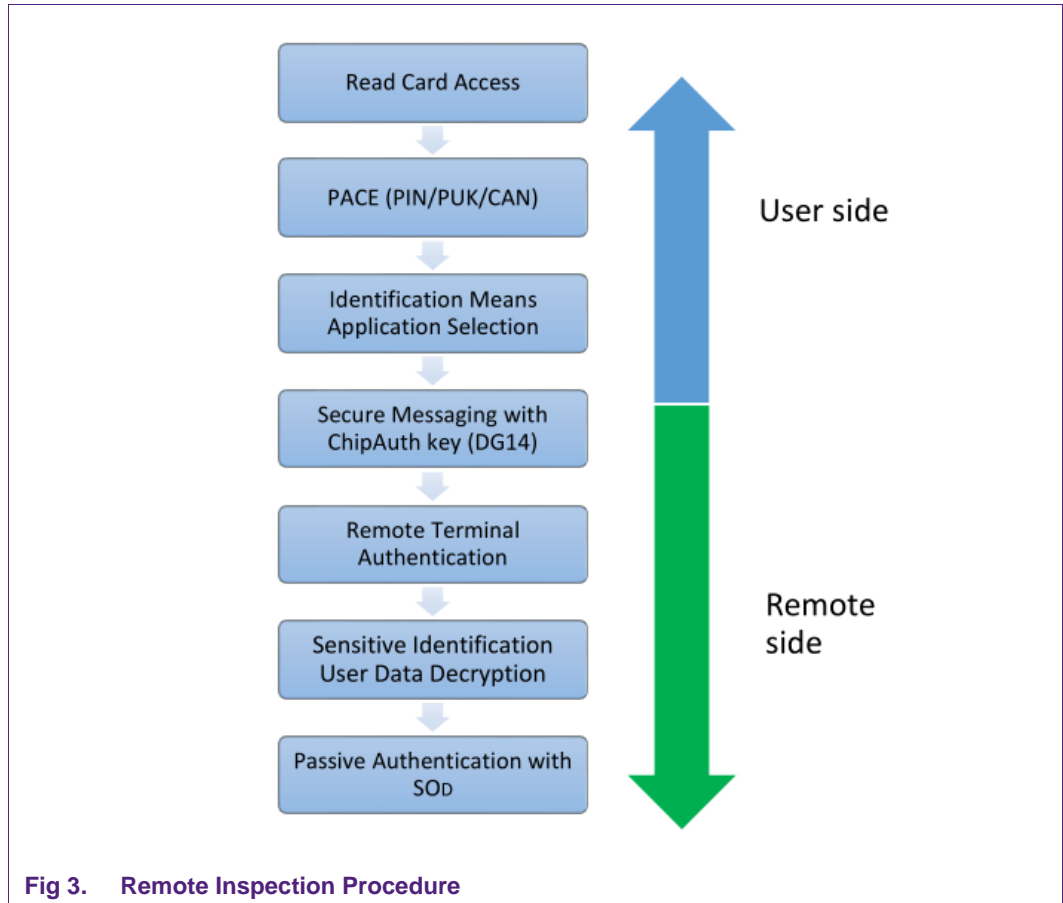 Read Card Access
PACE (PIN/PUK/CAN)
User side
Identification Means
Application Selection
Secure Messaging with
ChipAuth key (DG14)
Remote Terminal
Authentication
Remote
side
Sensitive Identification
User Data Decryption
Passive Authentication with
SOD
Fig 3. Remote Inspection Procedure